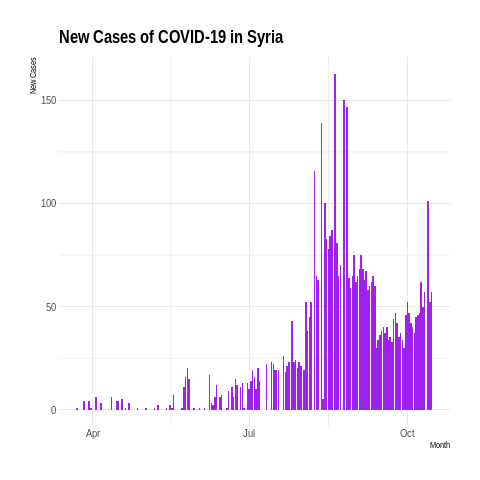 New Cases of COVID-19 in Syria
New Cases
150
100
50
0
Apr
Jul
Oct
Month